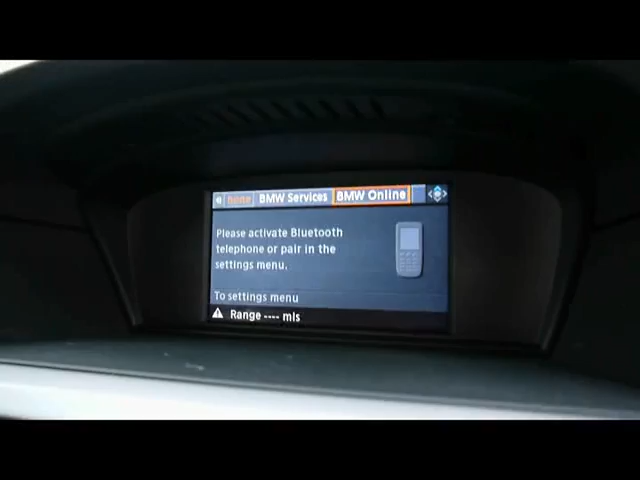 BMW Services BMW Online
Please activate Bluetooth
telephone or pair in the
settings menu.
To settings menu
Range ---- mls